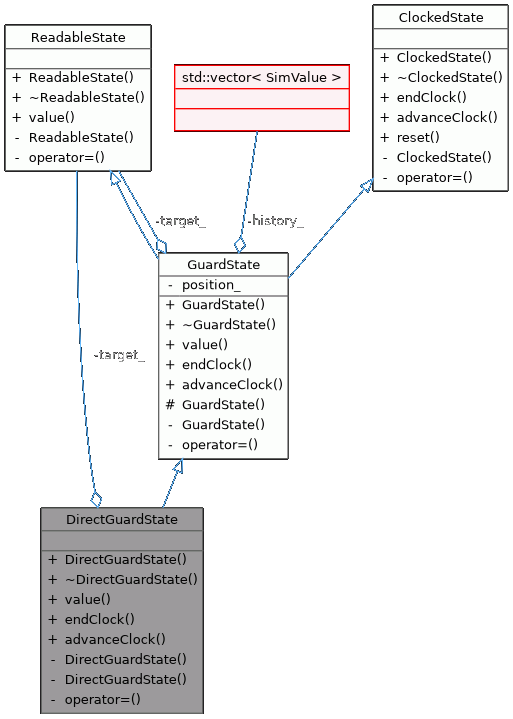 ClockedState
+ ClockedState()
+ ~ClockedState()
+ endClock()
+ advanceClock()
+ reset()
- ClockedState()
- operator=()
ReadableState
+ ReadableState()
+ ~ReadableState()
+ value()
- ReadableState()
- operator=()
std::vector< SimValue >
-target_
-history_
GuardState
- position_
+ GuardState()
+ ~GuardState()
+ value()
+ endClock()
+ advanceClock()
# GuardState()
- GuardState()
- operator=()
-target_
DirectGuardState
+ DirectGuardState()
+ ~DirectGuardState()
+ value()
+ endClock()
+ advanceClock()
- DirectGuardState()
- DirectGuardState()
- operator=()